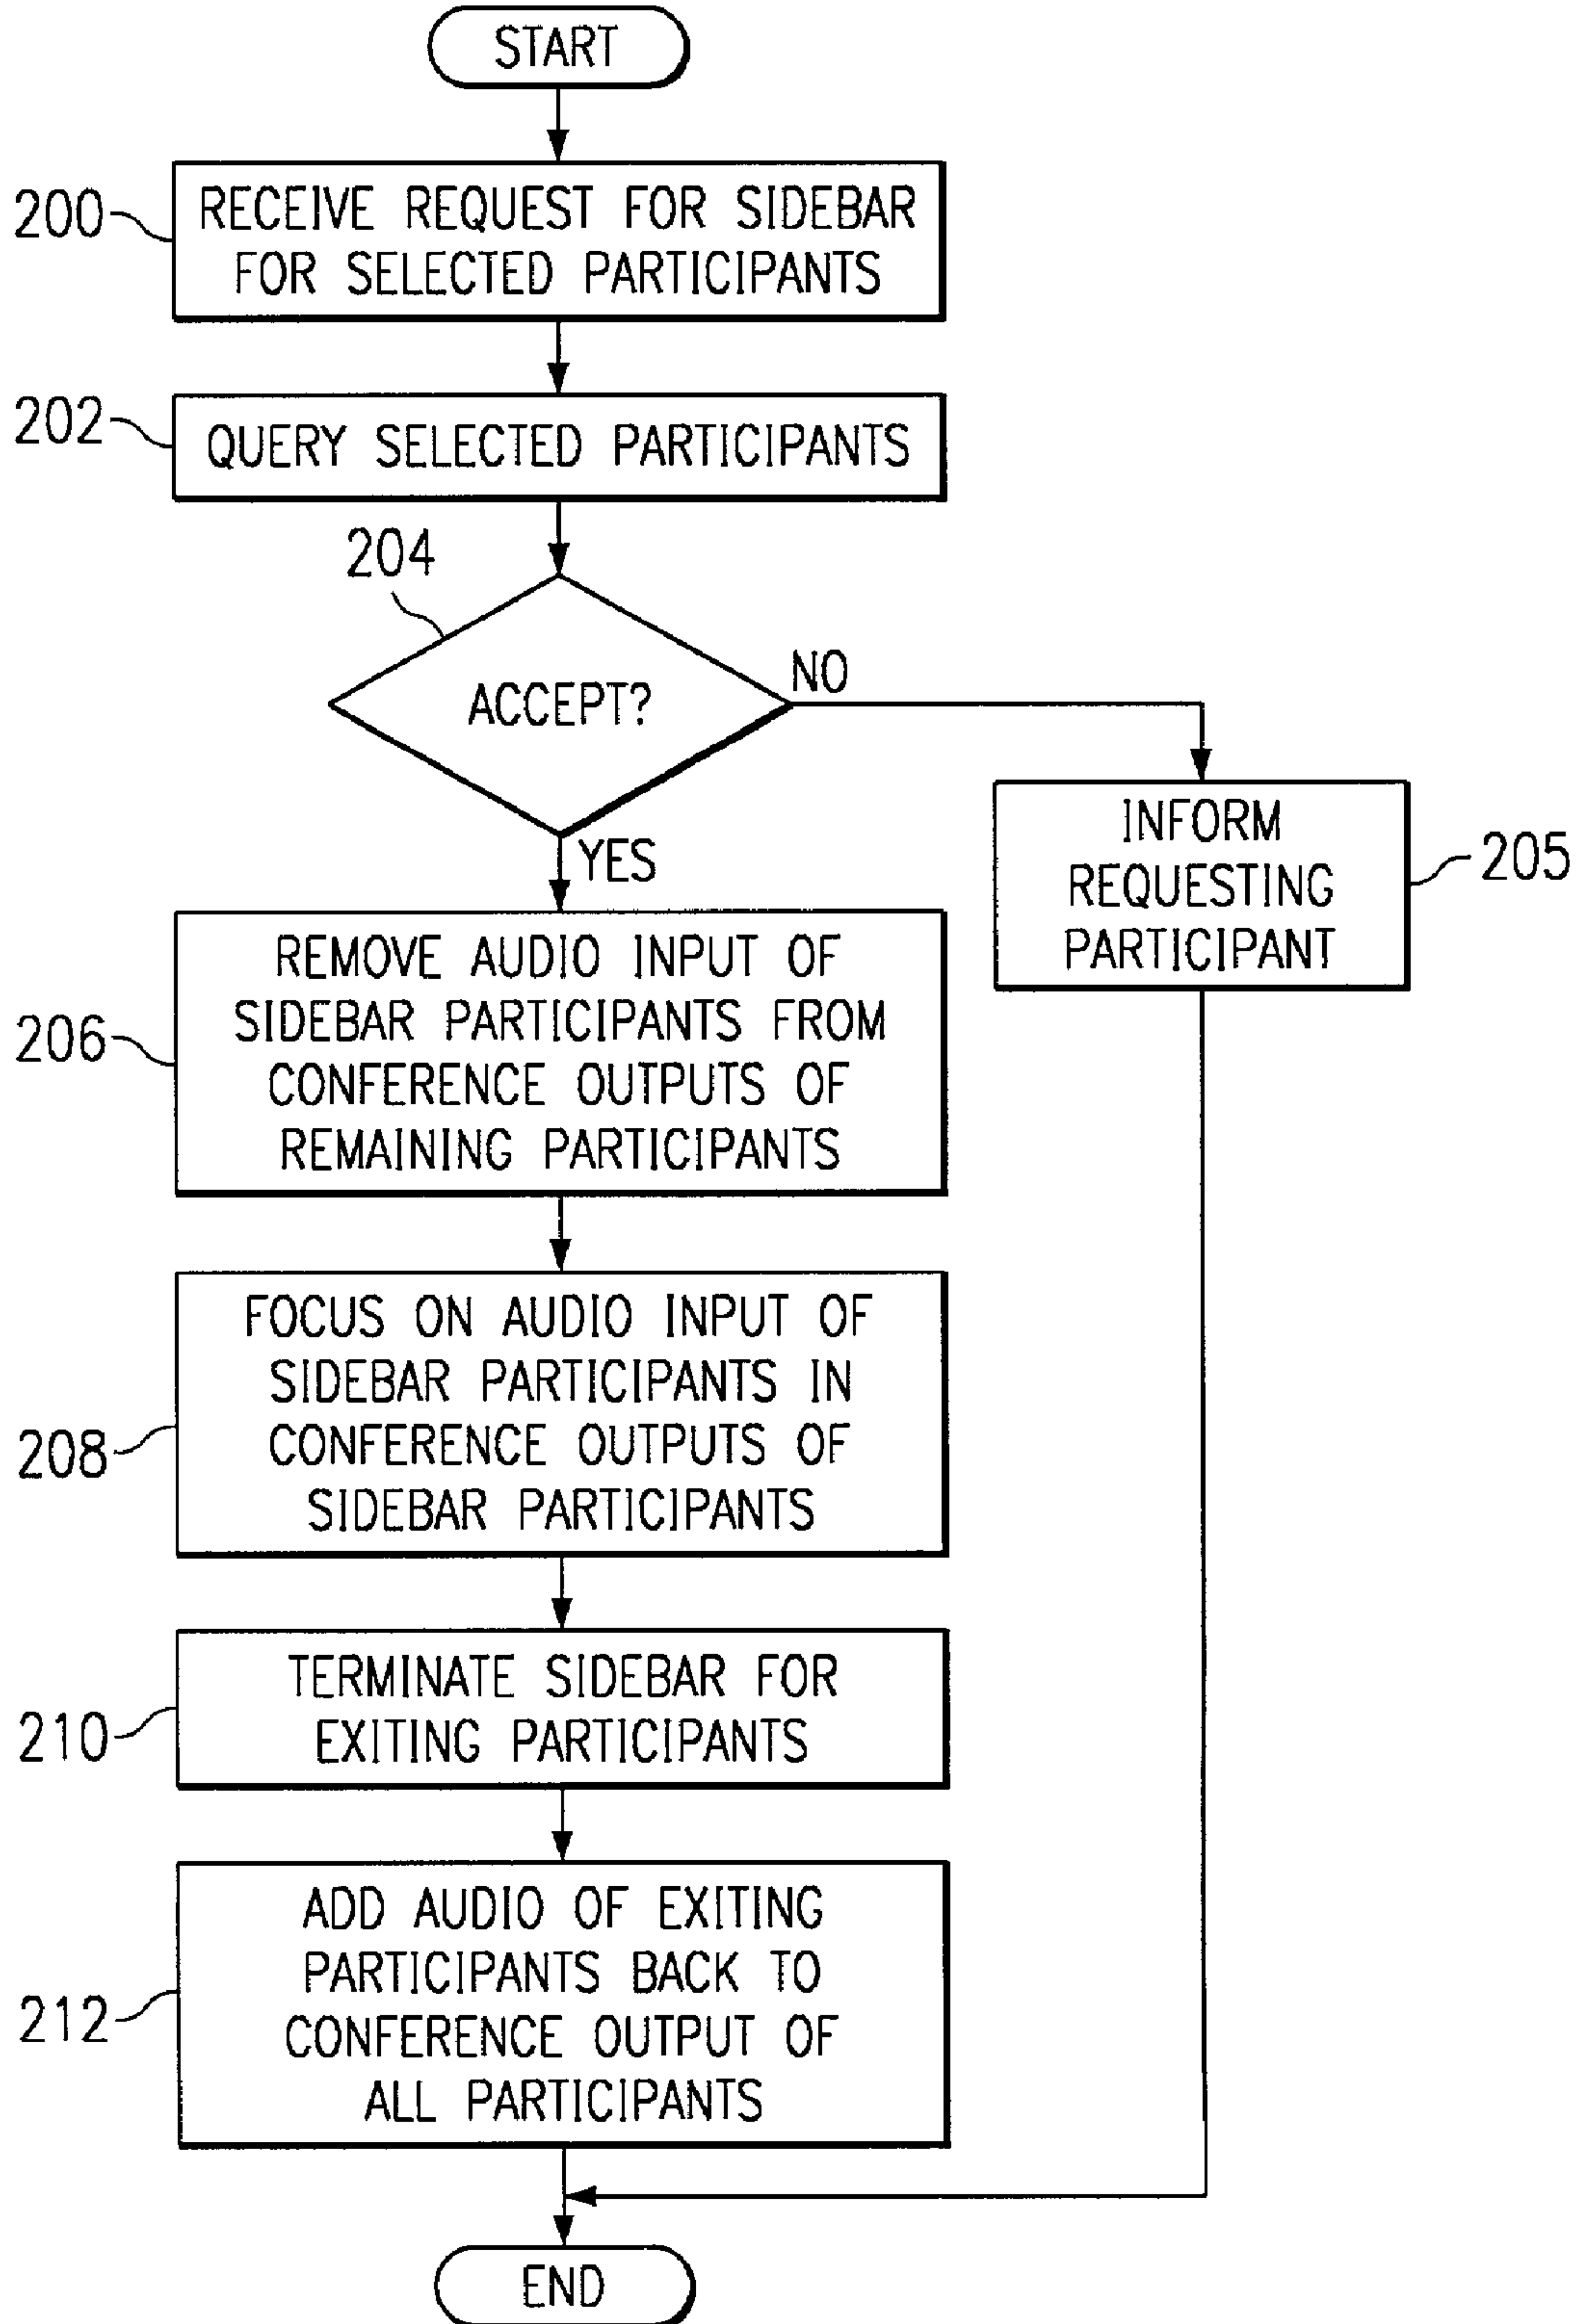 START
200
RECEIVE REQUEST FOR SIDEBAR
FOR SELECTED PARTICIPANTS
202
QUERY SELECTED PARTICIPANTS
204
ACCEPT?
NO
YES
INFORM
REQUESTING
PARTICIPANT
205
206
REMOVE AUDIO INPUT OF
SIDEBAR PARTICIPANTS FROM
CONFERENCE OUTPUTS OF
REMAINING PARTICIPANTS
208
FOCUS ON AUDIO INPUT OF
SIDEBAR PARTICIPANTS IN
CONFERENCE OUTPUTS OF
SIDEBAR PARTICIPANTS
210
TERMINATE SIDEBAR FOR
EXITING PARTICIPANTS
212
ADD AUDIO OF EXITING
PARTICIPANTS BACK TO
CONFERENCE OUTPUT OF
ALL PARTICIPANTS
END